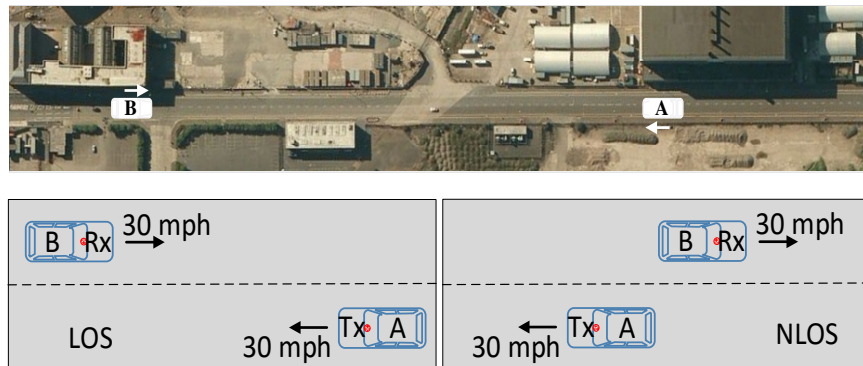 B
A
B Rx 30 mph
LOS 30 mph Tx A
B Rx 30 mph
30 mph Tx A NLOS